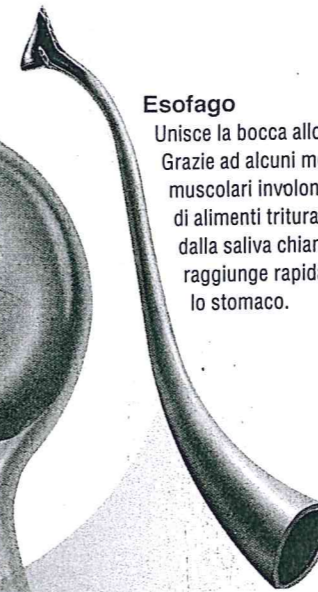 Esofago
Unisce la bocca allo
Grazie ad alcuni
muscolari involon
di alimenti tritura
dalla saliva chiar
raggiunge rapida
lo stomaco.